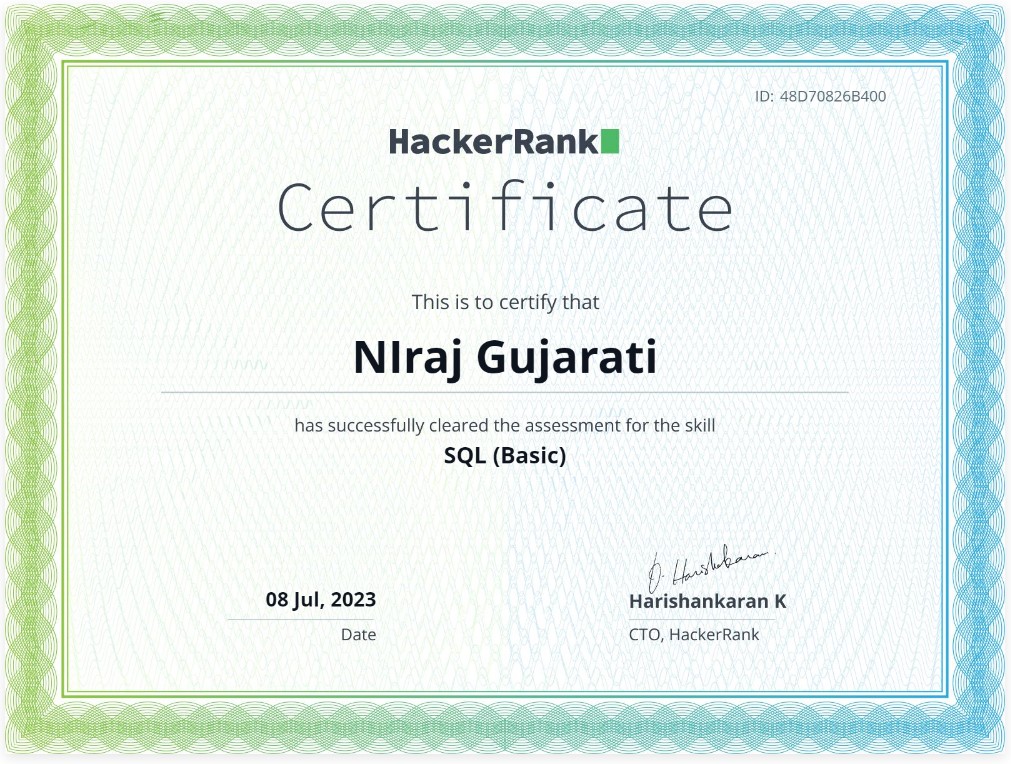 ID: 48D70826B400
HackerRank
Certificate
This is to certify that
NIraj Gujarati
has successfully cleared the assessment for the skill
SQL (Basic)
08 Jul, 2023
Date
Harishankaran K
CTO, HackerRank